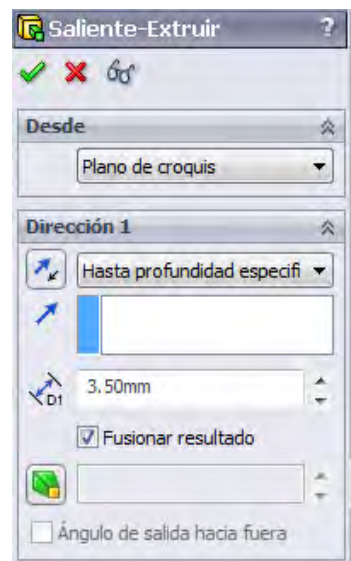 Saliente-Extruir ?
Desde
Plano de croquis
Dirección 1
Hasta profundidad especifi
D1 3.50mm
Fusionar resultado
Ángulo de salida hacia fuera